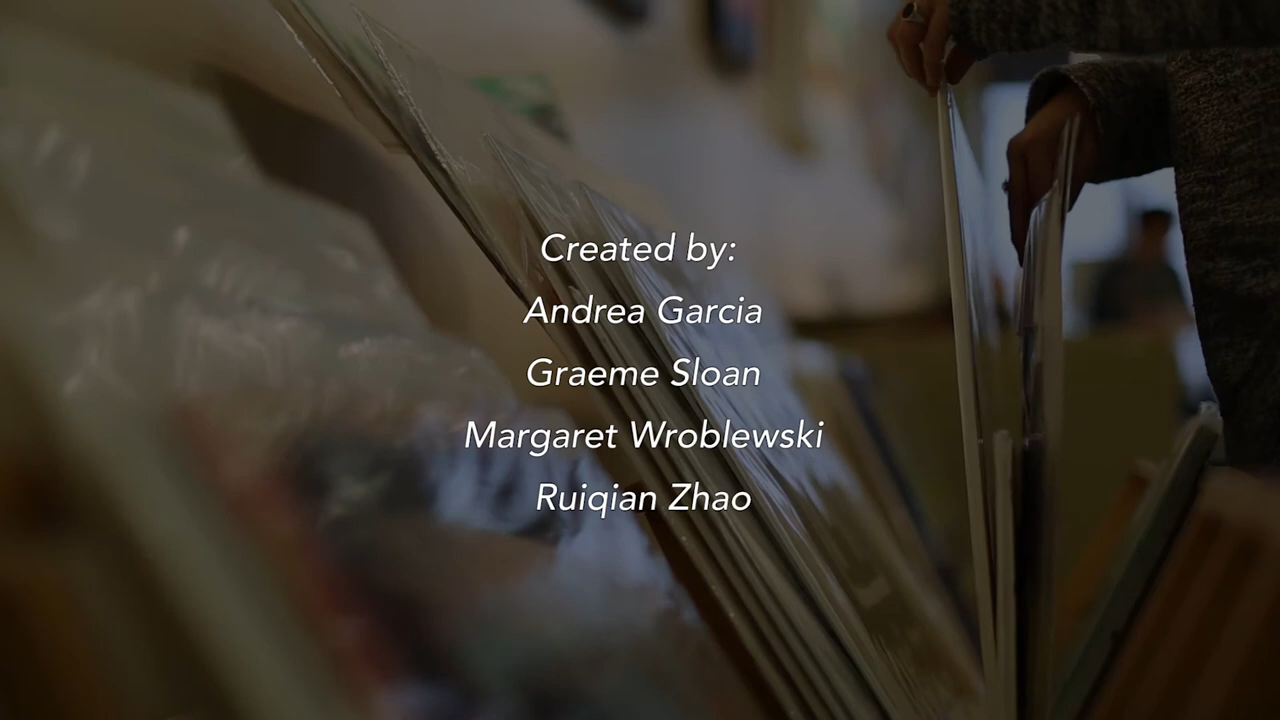 Created by:
Andrea Garcia
Graeme Sloan
Margaret Wroblewski
Ruiqian Zhao